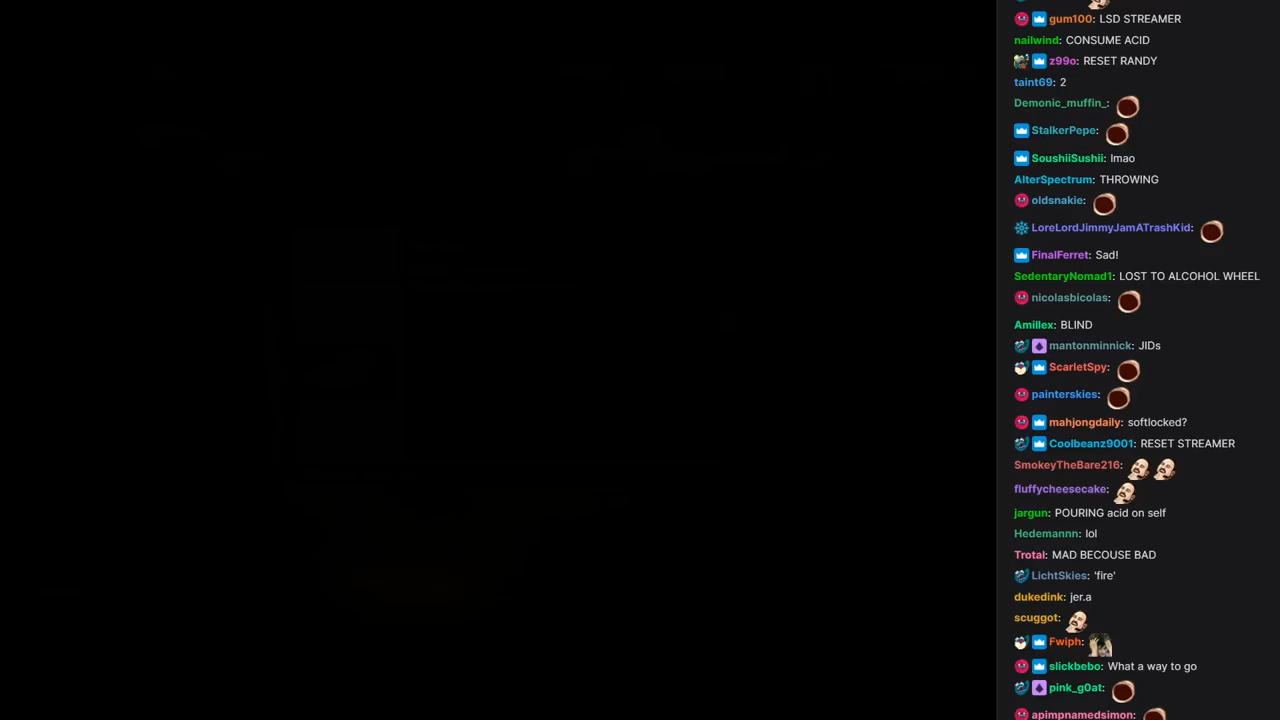 gum100: LSD STREAMER
nailwind: CONSUME ACID
z99o: RESET RANDY
taint69: 2
Demonic_muffin_:
StalkerPepe:
SoushiiSushii: lmao
AlterSpectrum: THROWING
oldsnakie:
LoreLordJimmyJamATrashKid:
FinalFerret: Sad!
SedentaryNomad1: LOST TO ALCOHOL WHEEL
nicolasbicolas:
Amillex: BLIND
mantonminnick: JIDs
ScarletSpy:
painterskies:
mahjongdaily: softlocked?
Coolbeanz9001: RESET STREAMER
SmokeyTheBare216:
fluffycheesecake:
jargun: POURING acid on self
Hedemannn: lol
Trotal: MAD BECOUSE BAD
LichtSkies: 'fire'
dukedink: jer.a
scuggot:
Fwiph:
slickbebo: What a way to go
pink_g0at:
apimpnamedsimon: